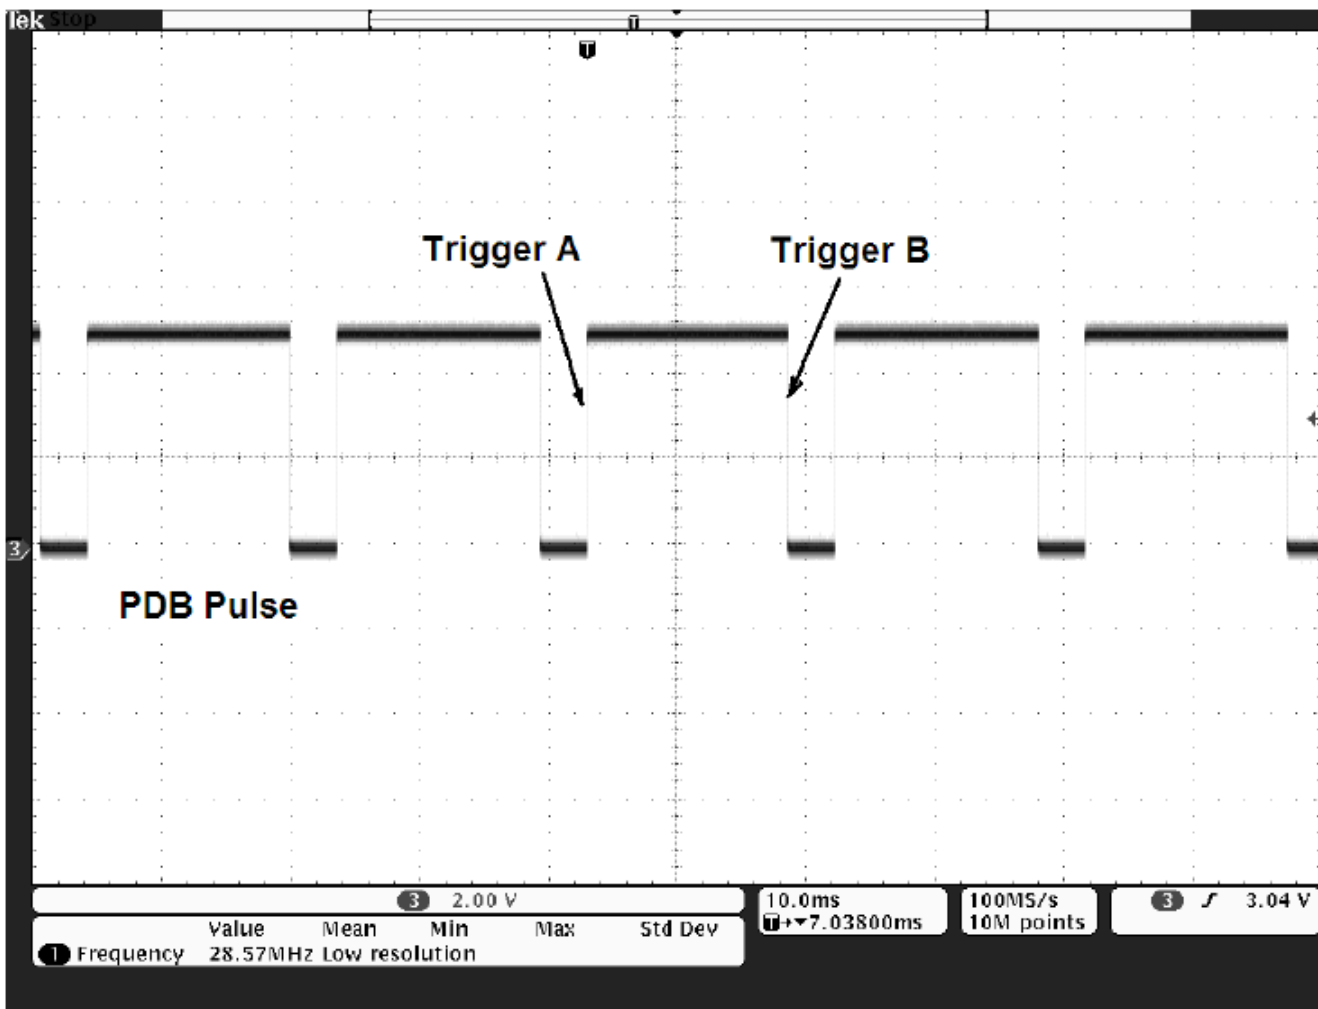 Tek Stop
T
T
Trigger A Trigger B
3
PDB Pulse
3 2.00 V
Value Mean Min Max Std Dev
1 Frequency 28.57MHz Low resolution
10.0ms
T→▼7.03800ms
100MS/s
10M points
3 ƒ 3.04 V